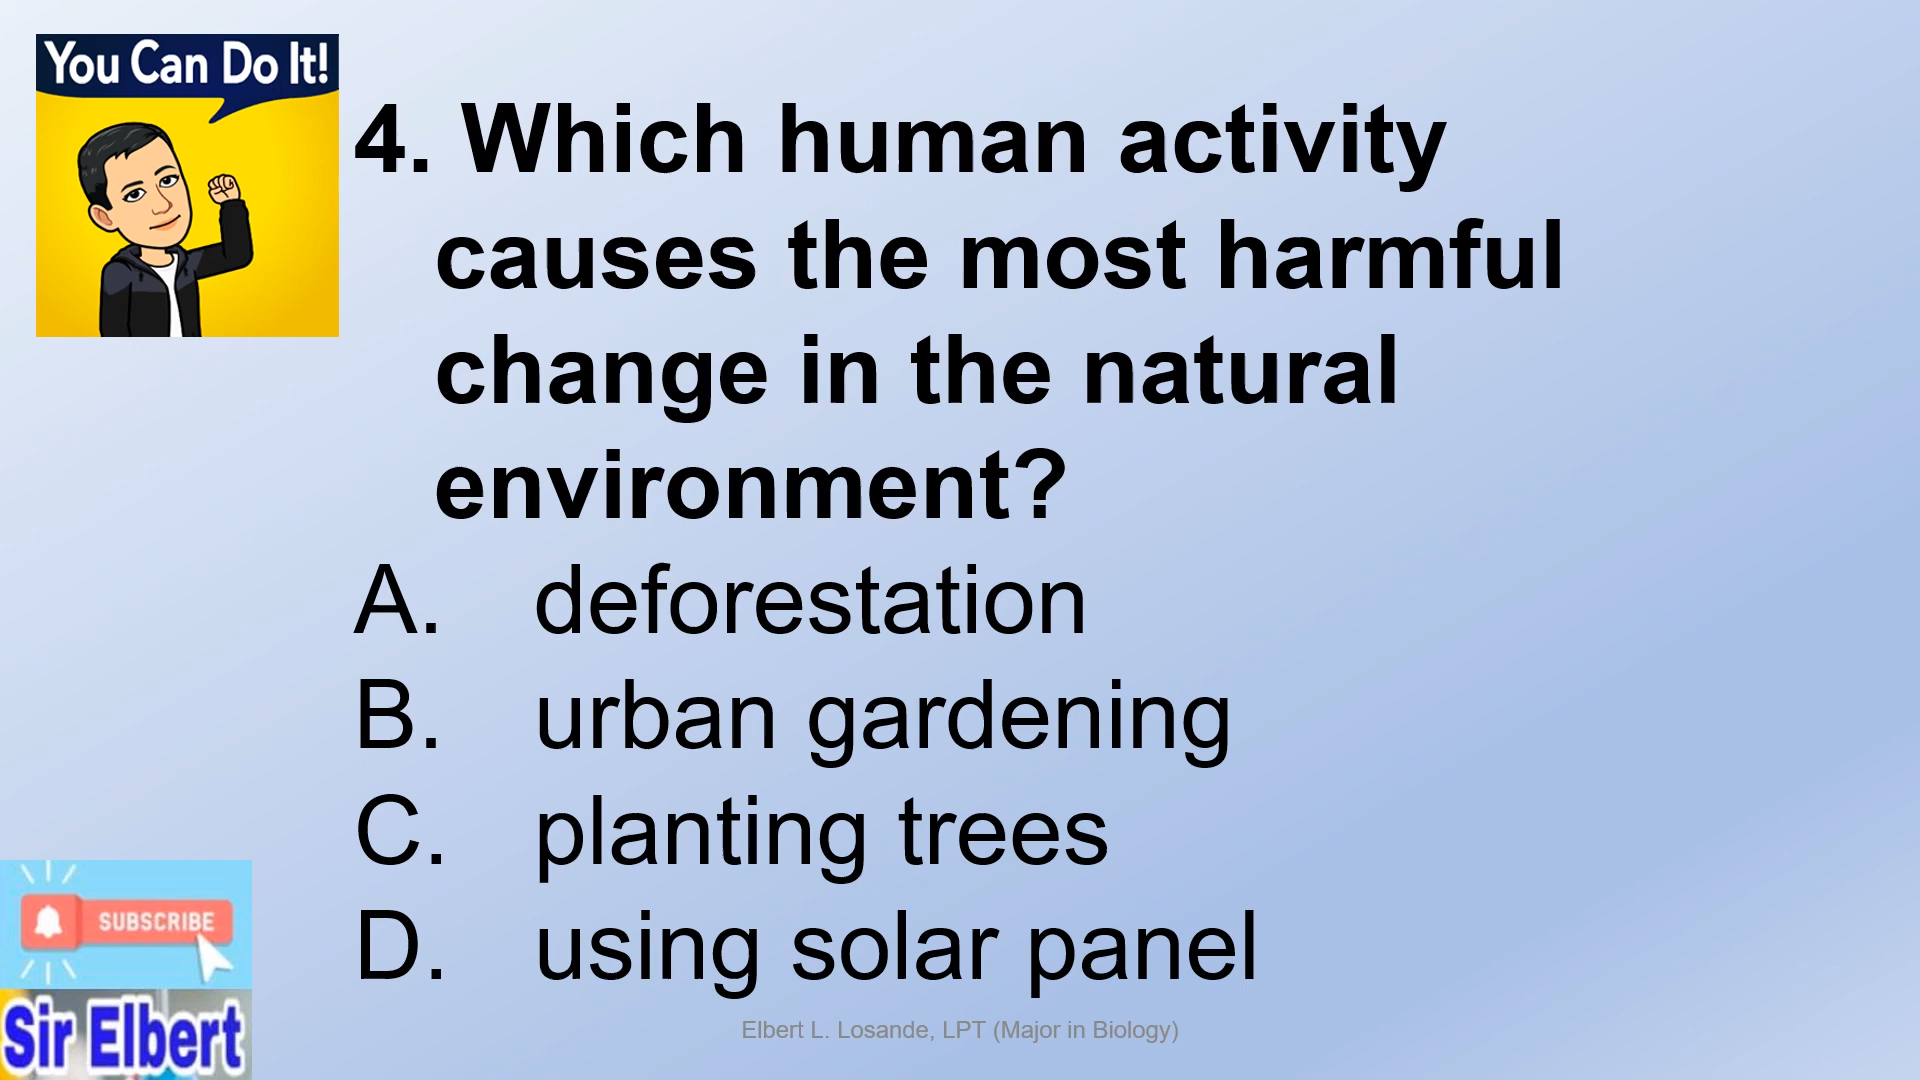 You Can Do It!
4. Which human activity
causes the most harmful
change in the natural
environment?
A. deforestation
B. urban gardening
C. planting trees
D. using solar panel
SUBSCRIBE
Sir Elbert
Elbert L. Losande, LPT (Major in Biology)